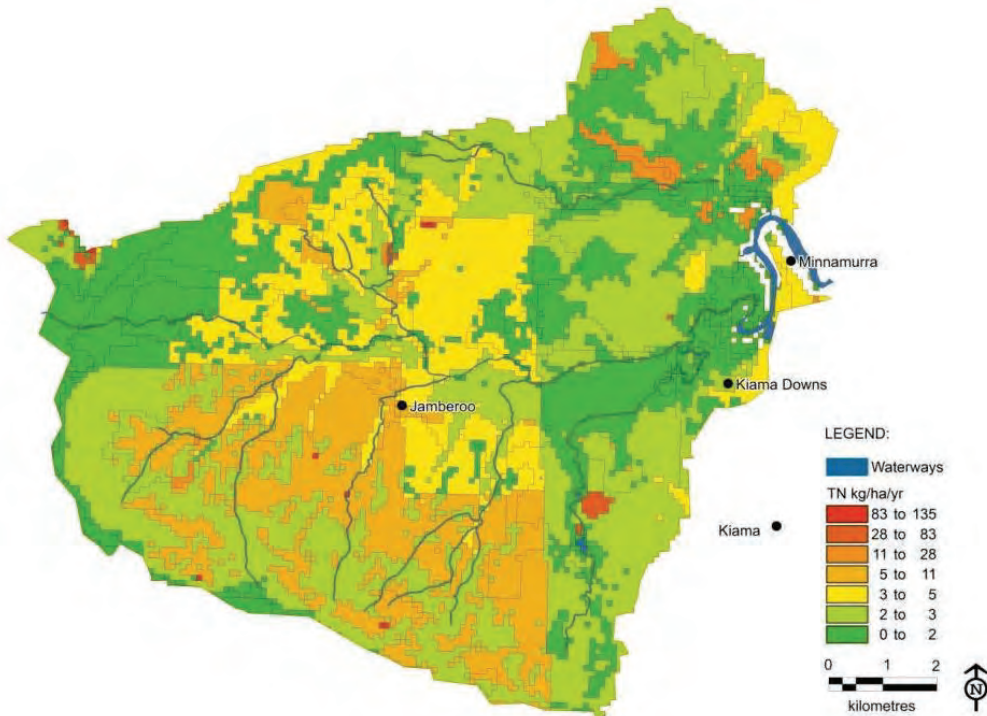 Minnamurra
Kiama Downs
Jamberoo
LEGEND:
Waterways
Kiama
TN kg/ha/yr
83 to 135
28 to 83
11 to 28
5 to 11
3 to 5
2 to 3
0 to 2
0 1 2
kilometres
N